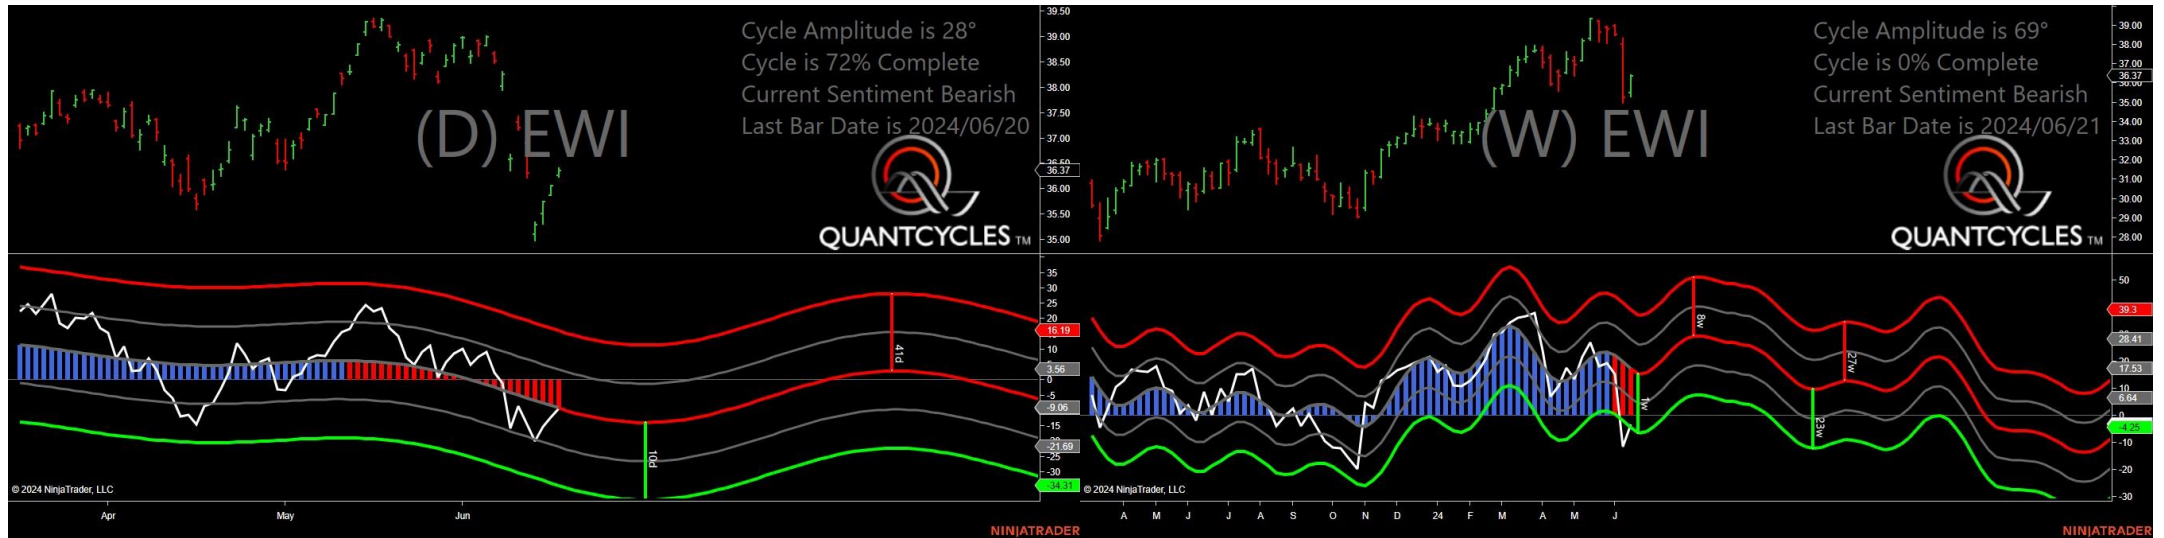 Cycle Amplitude is 28°
Cycle is 72% Complete
Current Sentiment Bearish
Last Bar Date is 2024/06/20
(D) EWI
QUANTCYCLES TM
39.50
39.00
38.50
38.00
37.50
37.00
36.50
36.37
36.00
35.50
35.00
35
30
25
20
16.19
10
5
3.56
0
-5
-9.06
-15
-21.69
-25
-30
-34.31
41d
10d
© 2024 NinjaTrader, LLC
Apr
May
Jun
NINJATRADER
Cycle Amplitude is 69°
Cycle is 0% Complete
Current Sentiment Bearish
Last Bar Date is 2024/06/21
(W) EWI
QUANTCYCLES TM
39.00
38.00
37.00
36.37
36.00
35.00
34.00
33.00
32.00
31.00
30.00
29.00
28.00
50
39.3
28.41
20
17.53
10
6.64
0
-4.25
-10
-20
-30
8w
27w
1w
23w
© 2024 NinjaTrader, LLC
A M J J A S O N D 24 F M A M J
NINJATRADER